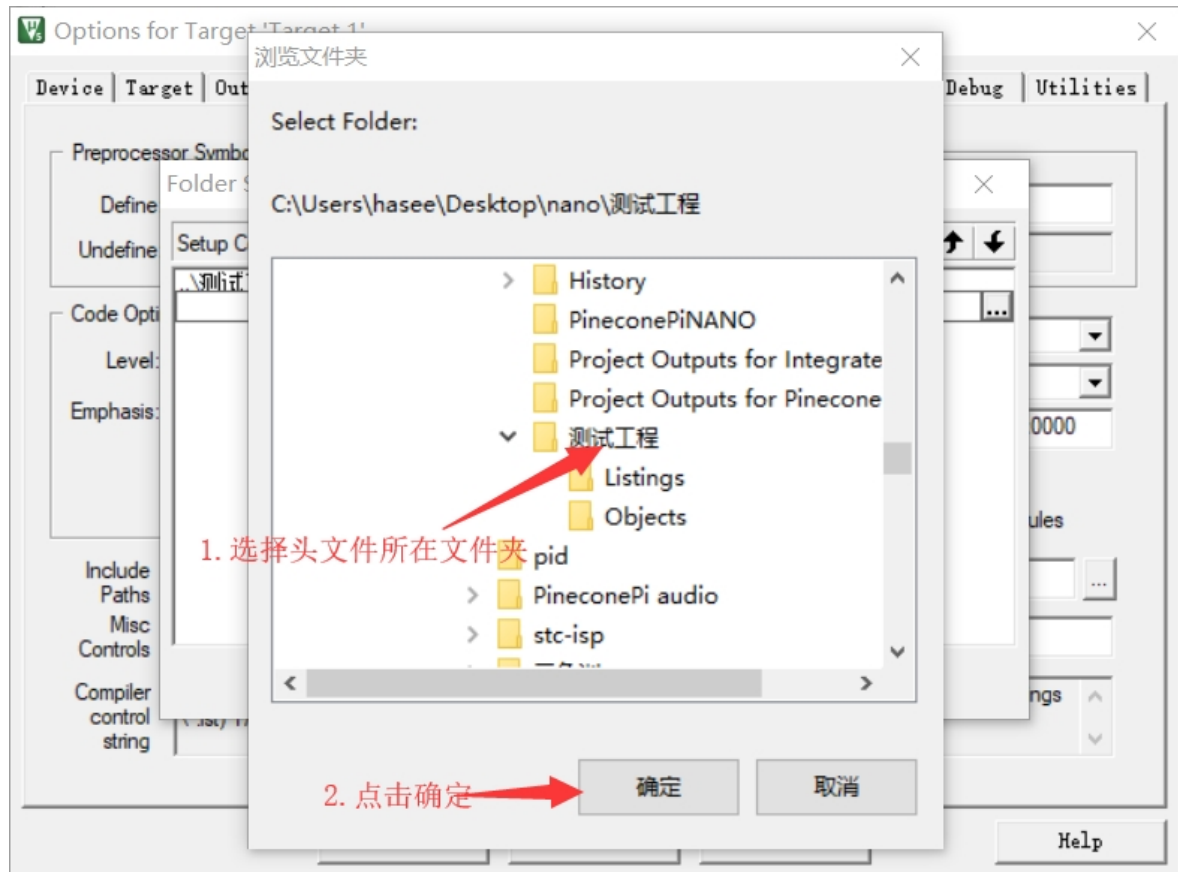 Options for Target 'Target 1'
浏览文件夹
Device
Target
Out
Debug
Utilities
Select Folder:
Preprocessor Symbo
Folder S
Define
C:\Users\hasee\Desktop\nano\测试工程
Undefine
Setup C
..\测试
History
Code Opti
...
PineconePiNANO
Level:
Project Outputs for Integrate
Project Outputs for Pinecone
Emphasis:
0000
测试工程
Listings
Objects
ules
1.选择头文件所在文件夹
pid
Include
Paths
...
PineconePi audio
Misc
Controls
stc-isp
Compiler
control
string
ngs
2.点击确定
确定
取消
Help